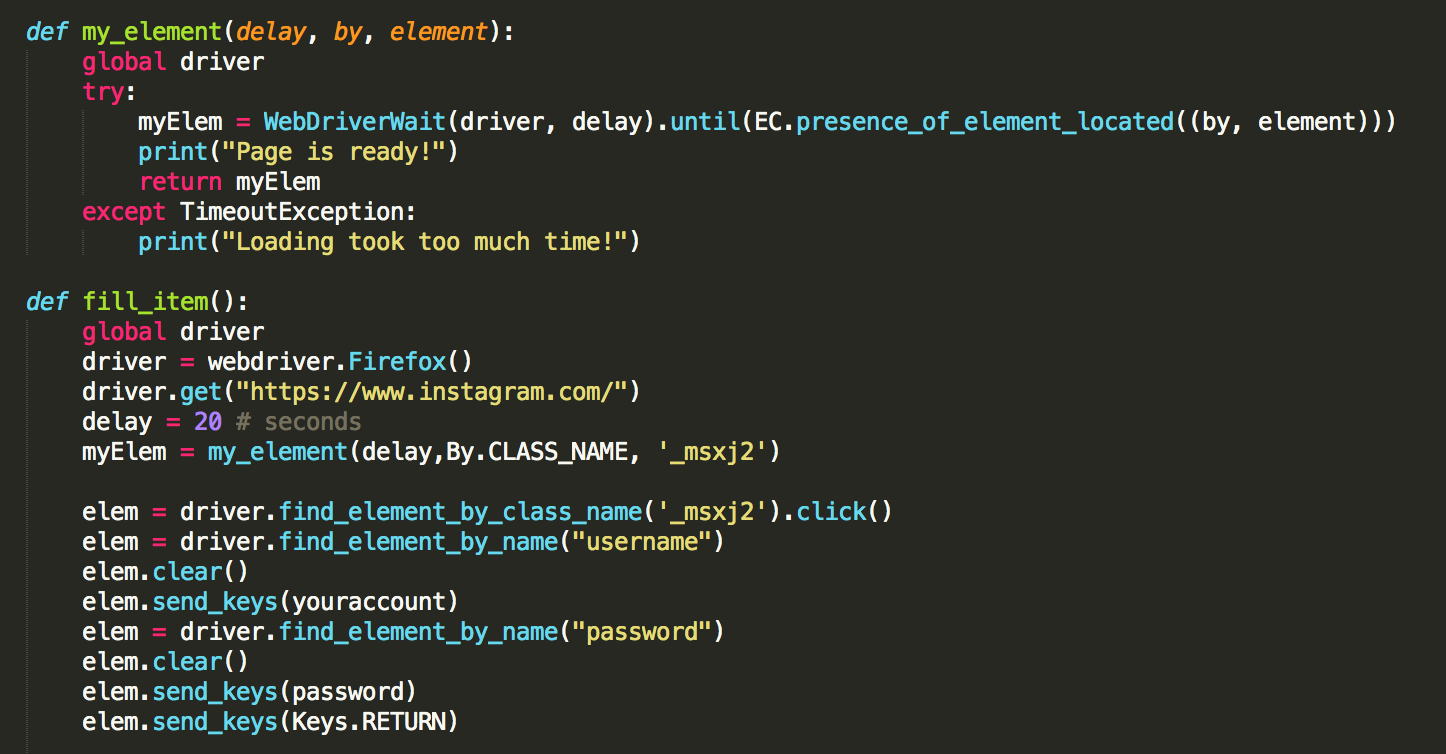 def my_element(delay, by, element):
    global driver
    try:
        myElem = WebDriverWait(driver, delay).until(EC.presence_of_element_located((by, element)))
        print("Page is ready!")
        return myElem
    except TimeoutException:
        print("Loading took too much time!")

def fill_item():
    global driver
    driver = webdriver.Firefox()
    driver.get("https://www.instagram.com/")
    delay = 20 # seconds
    myElem = my_element(delay,By.CLASS_NAME, '_msxj2')

    elem = driver.find_element_by_class_name('_msxj2').click()
    elem = driver.find_element_by_name("username")
    elem.clear()
    elem.send_keys(youraccount)
    elem = driver.find_element_by_name("password")
    elem.clear()
    elem.send_keys(password)
    elem.send_keys(Keys.RETURN)